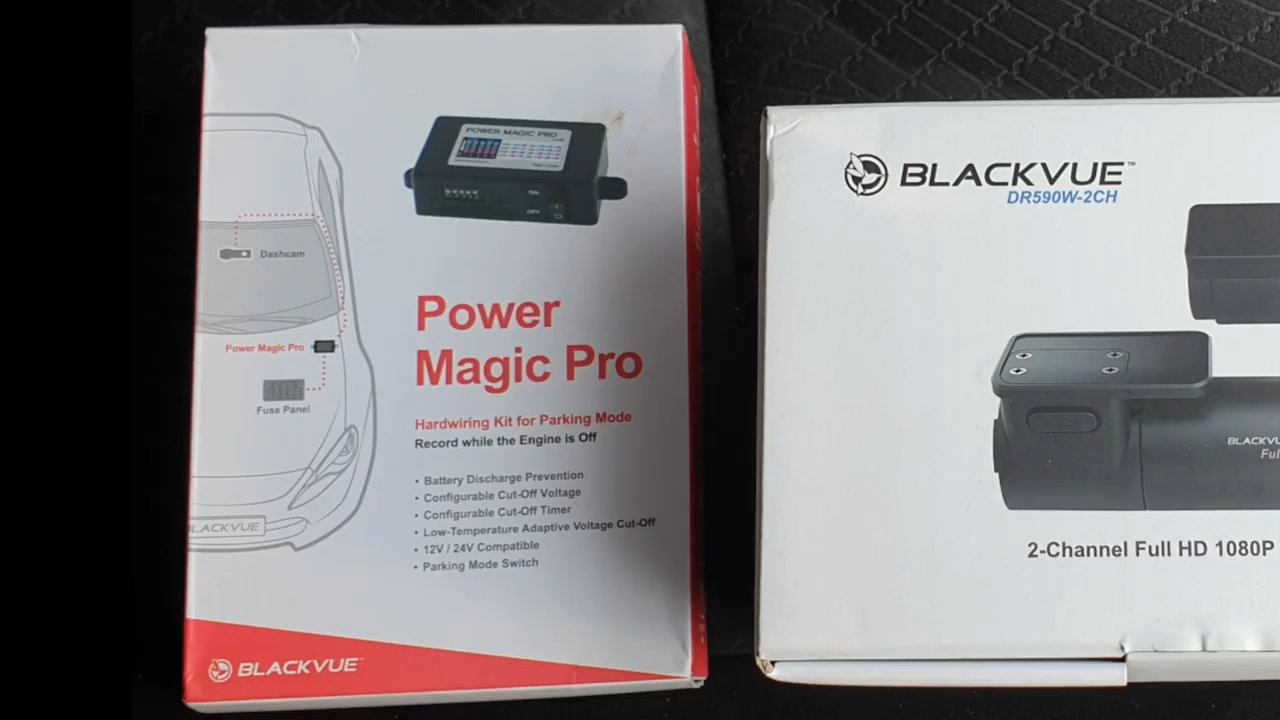 POWER MAGIC PRO
ON
OFF
Dashcam
Power Magic Pro
Fuse Panel
BLACKVUE
Power
Magic Pro
Hardwiring Kit for Parking Mode
Record while the Engine is Off
• Battery Discharge Prevention
• Configurable Cut-Off Voltage
• Configurable Cut-Off Timer
• Low-Temperature Adaptive Voltage Cut-Off
• 12V / 24V Compatible
• Parking Mode Switch
BLACKVUE
BLACKVUE™
DR590W-2CH
BLACKVU
Ful
2-Channel Full HD 1080P